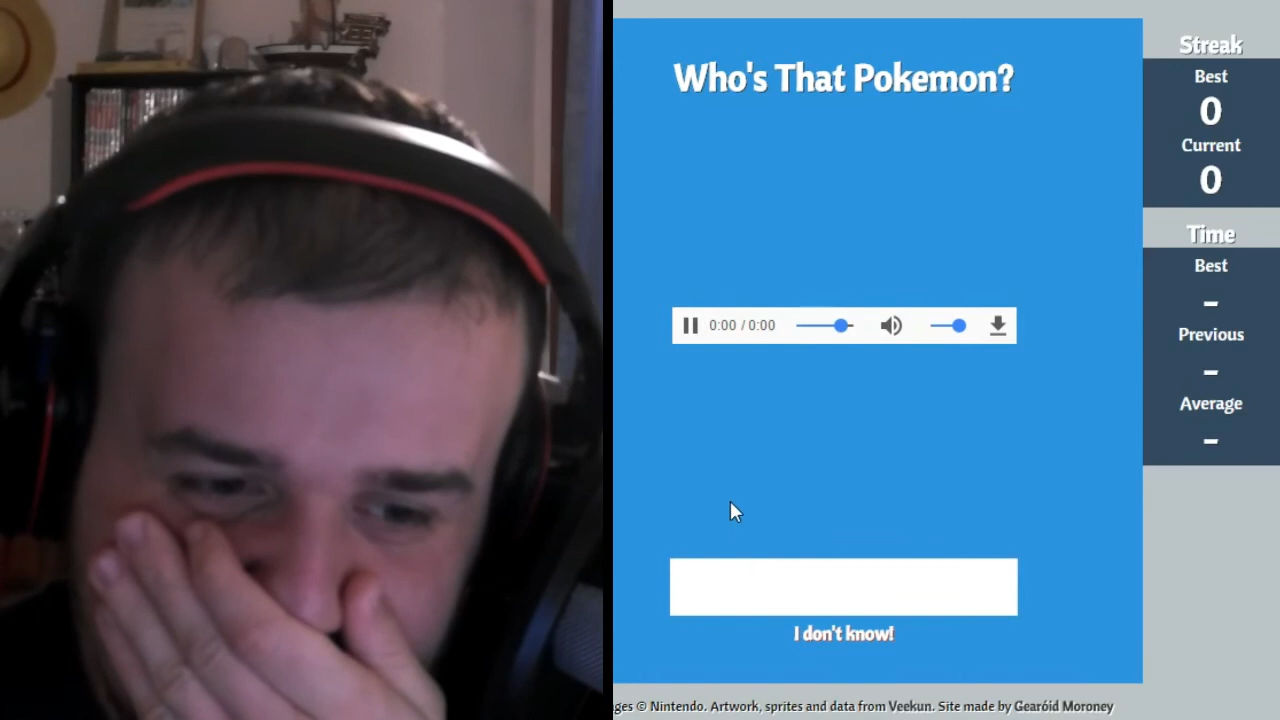 Who's That Pokemon?
0:00 / 0:00
I don't know!
Streak
Best
0
Current
0
Time
Best
-
Previous
-
Average
-
ges © Nintendo. Artwork, sprites and data from Veekun. Site made by Gearóid Moroney